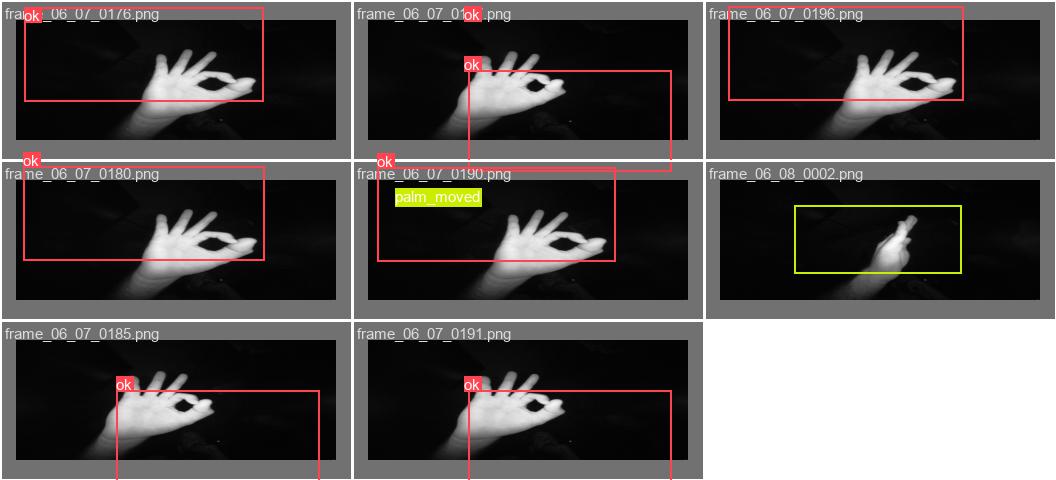 frame_06_07_0176.png
ok
ok
ok
frame_06_07_0196.png
ok
frame_06_07_0180.png
ok
frame_06_07_0190.png
palm_moved
frame_06_08_0002.png
frame_06_07_0185.png
ok
frame_06_07_0191.png
ok